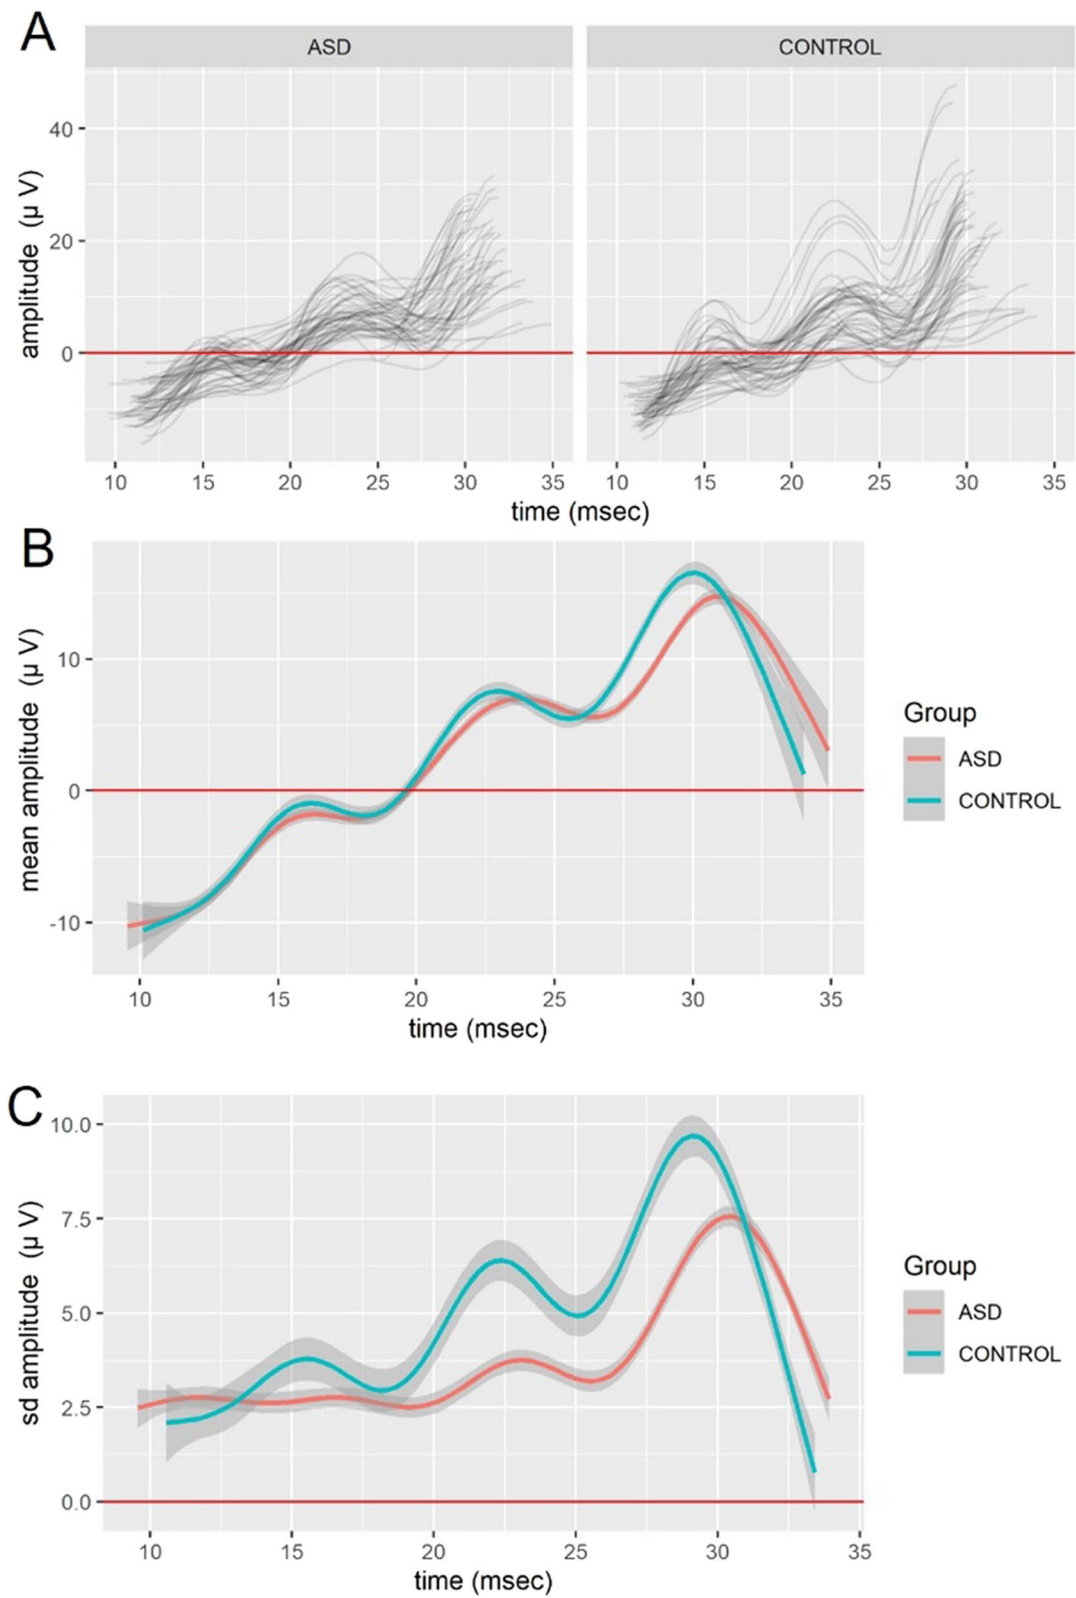 A
ASD
CONTROL
amplitude (µ V)
40
20
0
10 15 20 25 30 35
10 15 20 25 30 35
time (msec)
B
mean amplitude (µ V)
10
0
-10
10 15 20 25 30 35
time (msec)
Group
ASD
CONTROL
C
sd amplitude (µ V)
10.0
7.5
5.0
2.5
0.0
10 15 20 25 30 35
time (msec)
Group
ASD
CONTROL